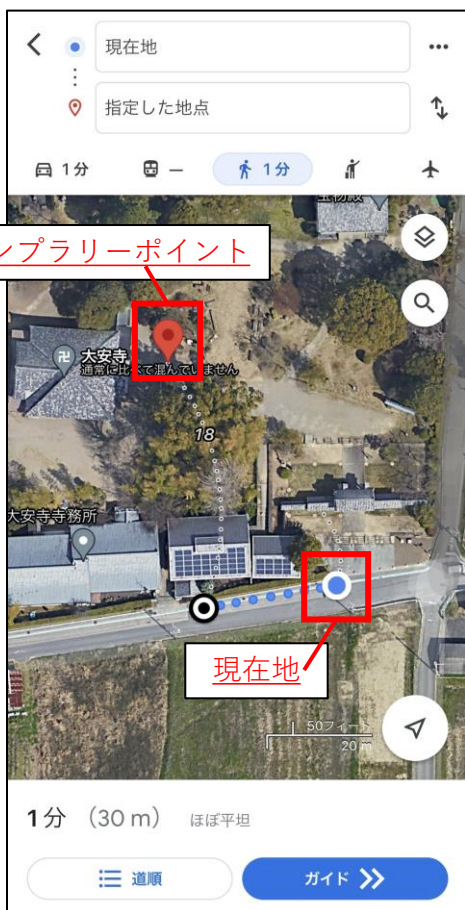 現在地
指定した地点
1分
—
1分
宝物殿
ンプラリーポイント
大安寺
通常に比べて混んでいません
18
大安寺寺務所
現在地
50フィート
20
1分 (30 m) ほぼ平坦
道順
ガイド